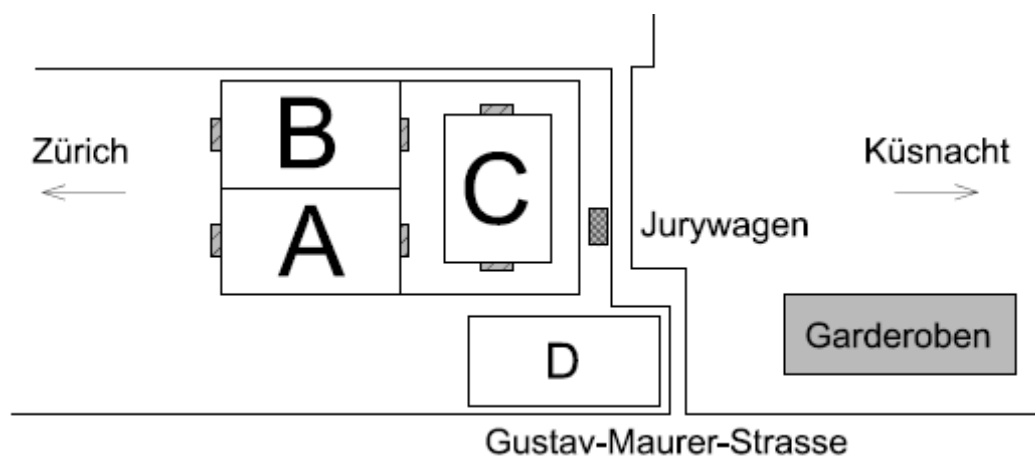 B
Zürich
C
Küsnacht
A
Jurywagen
D
Garderoben
Gustav-Maurer-Strasse